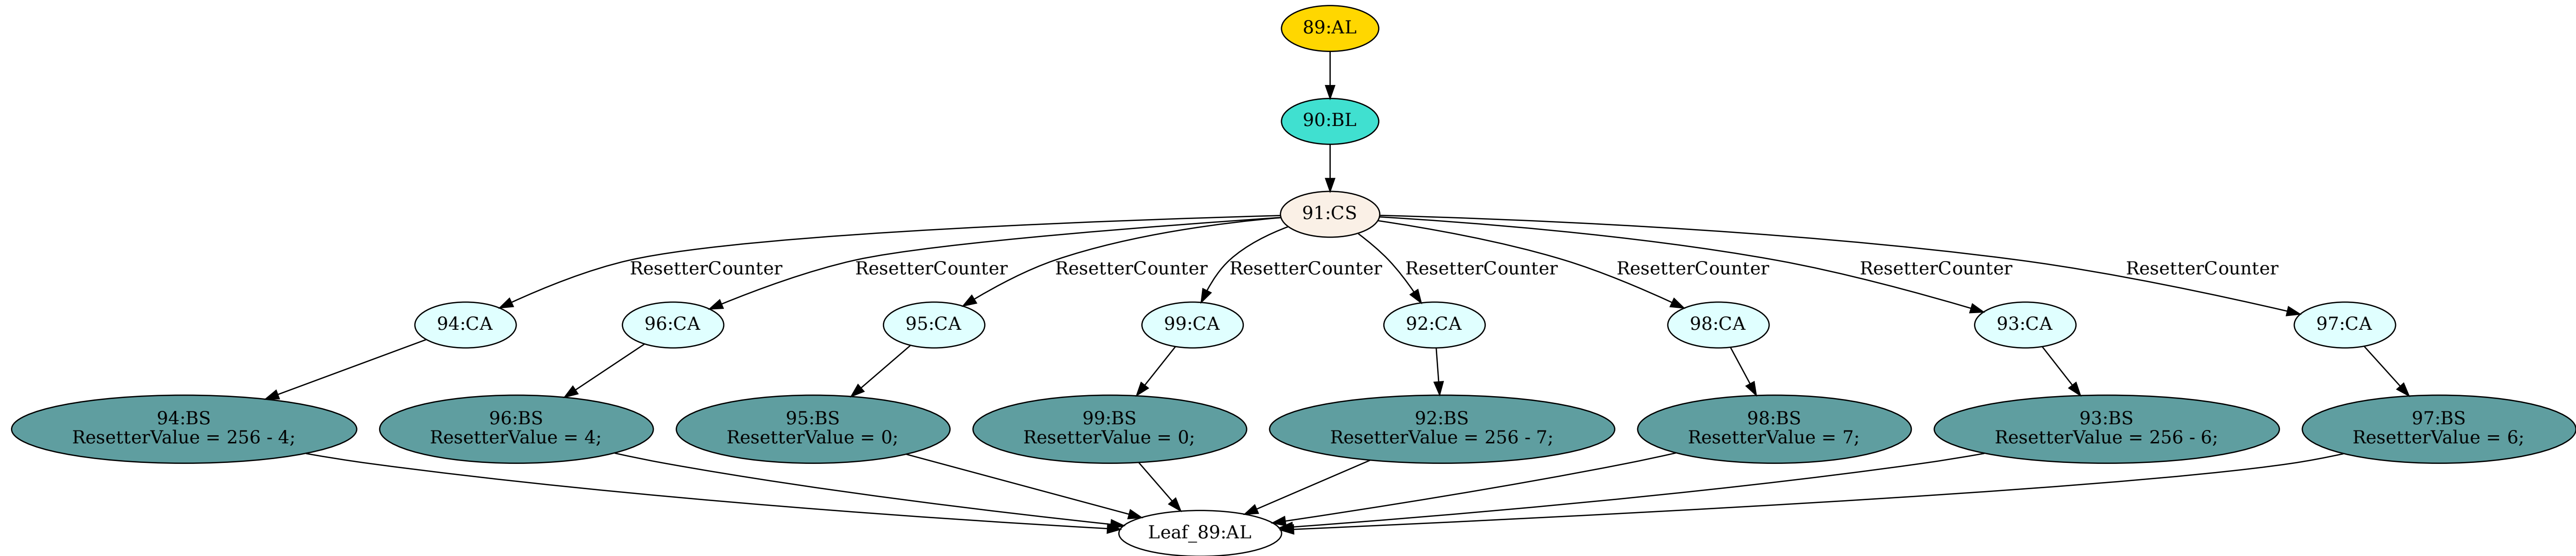 89:AL
90:BL
91:CS
ResetterCounter
ResetterCounter
ResetterCounter
ResetterCounter
ResetterCounter
ResetterCounter
ResetterCounter
ResetterCounter
94:CA
96:CA
95:CA
99:CA
92:CA
98:CA
93:CA
97:CA
94:BS
ResetterValue = 256 - 4;
96:BS
ResetterValue = 4;
95:BS
ResetterValue = 0;
99:BS
ResetterValue = 0;
92:BS
ResetterValue = 256 - 7;
98:BS
ResetterValue = 7;
93:BS
ResetterValue = 256 - 6;
97:BS
ResetterValue = 6;
Leaf_89:AL